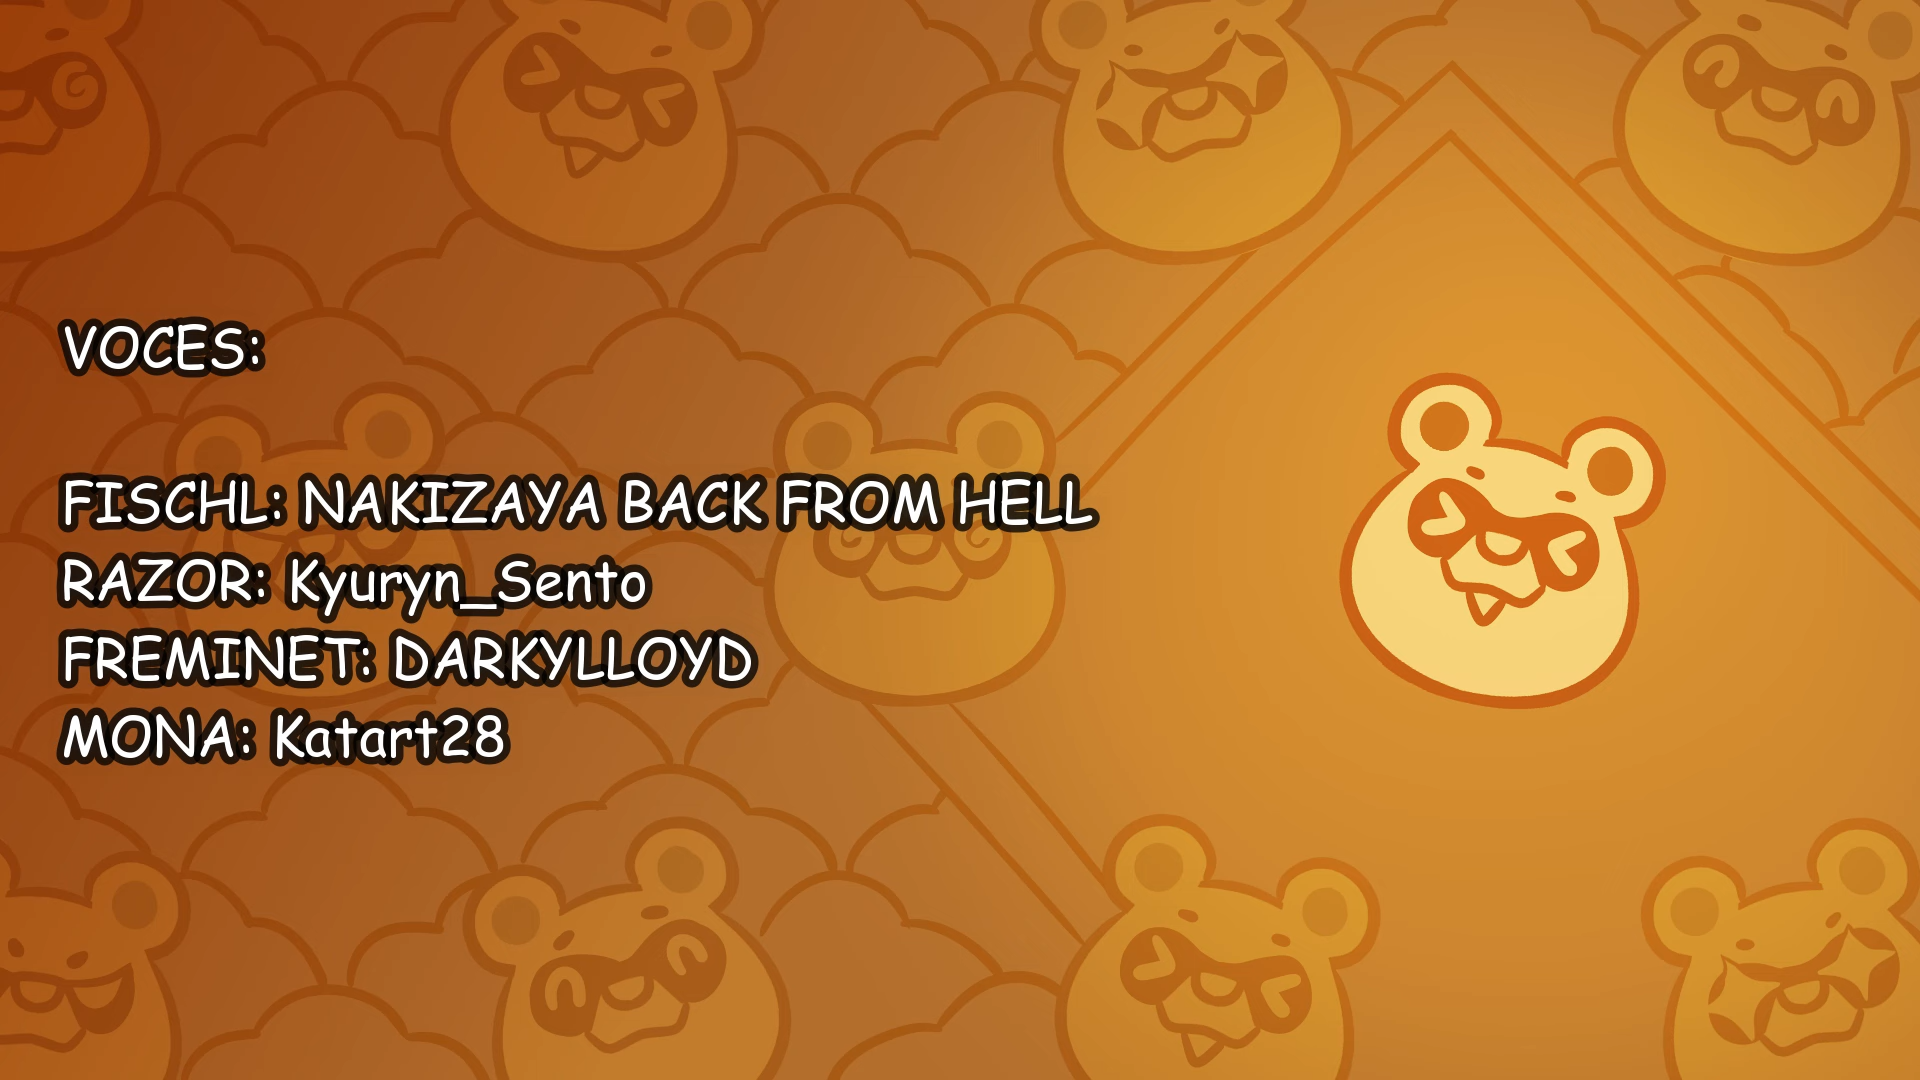 VOCES:
FISCHL: NAKIZAYA BACK FROM HELL
RAZOR: Kyuryn_Sento
FREMINET: DARKYLLOYD
MONA: Katart28